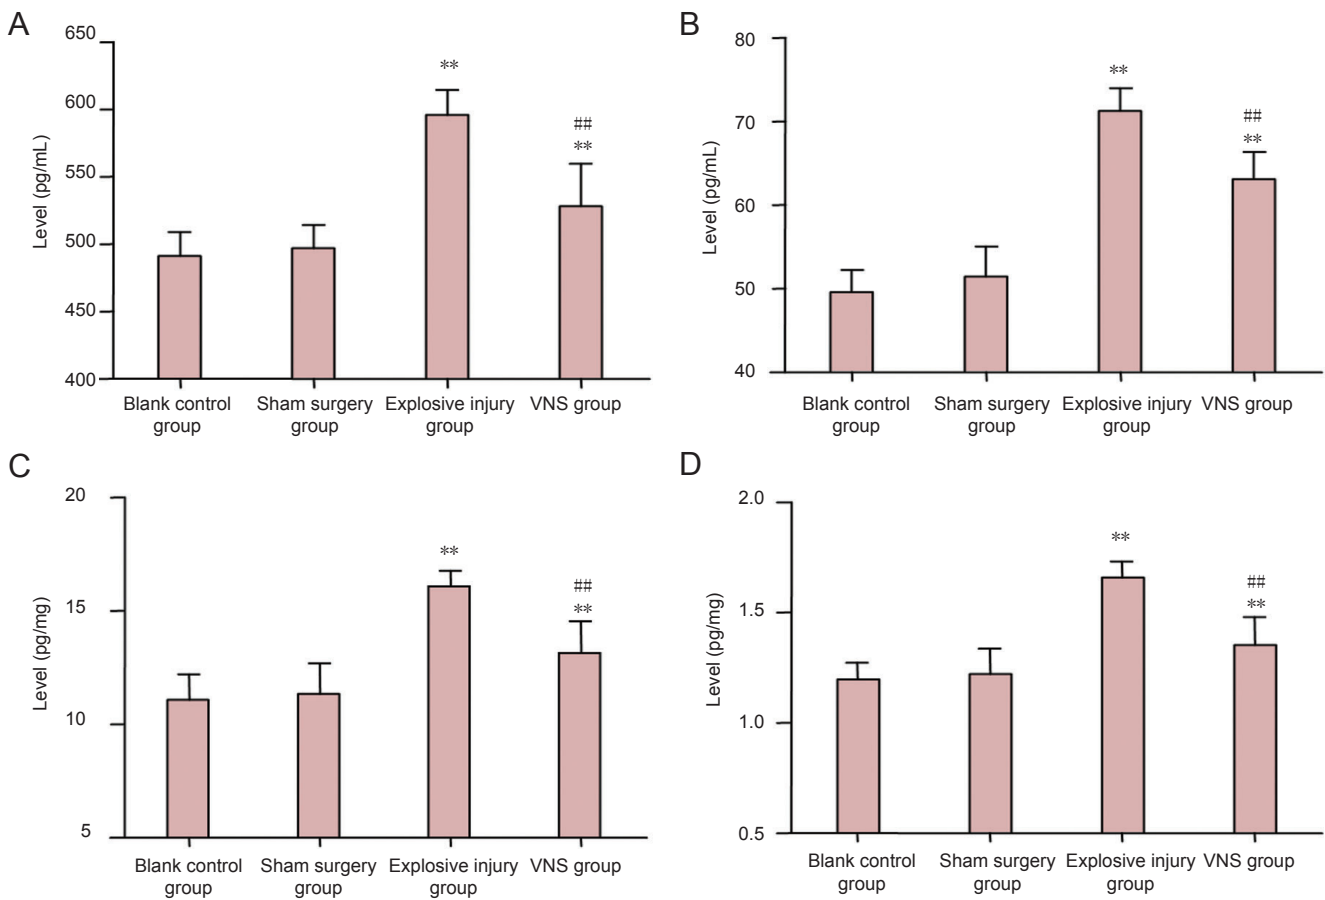 A
650
600
550
500
450
400
Level (pg/mL)
**
##
**
Blank control
group
Sham surgery
group
Explosive injury
group
VNS group
B
80
70
60
50
40
Level (pg/mL)
**
##
**
Blank control
group
Sham surgery
group
Explosive injury
group
VNS group
C
20
15
10
5
Level (pg/mg)
**
##
**
Blank control
group
Sham surgery
group
Explosive injury
group
VNS group
D
2.0
1.5
1.0
0.5
Level (pg/mg)
**
##
**
Blank control
group
Sham surgery
group
Explosive injury
group
VNS group